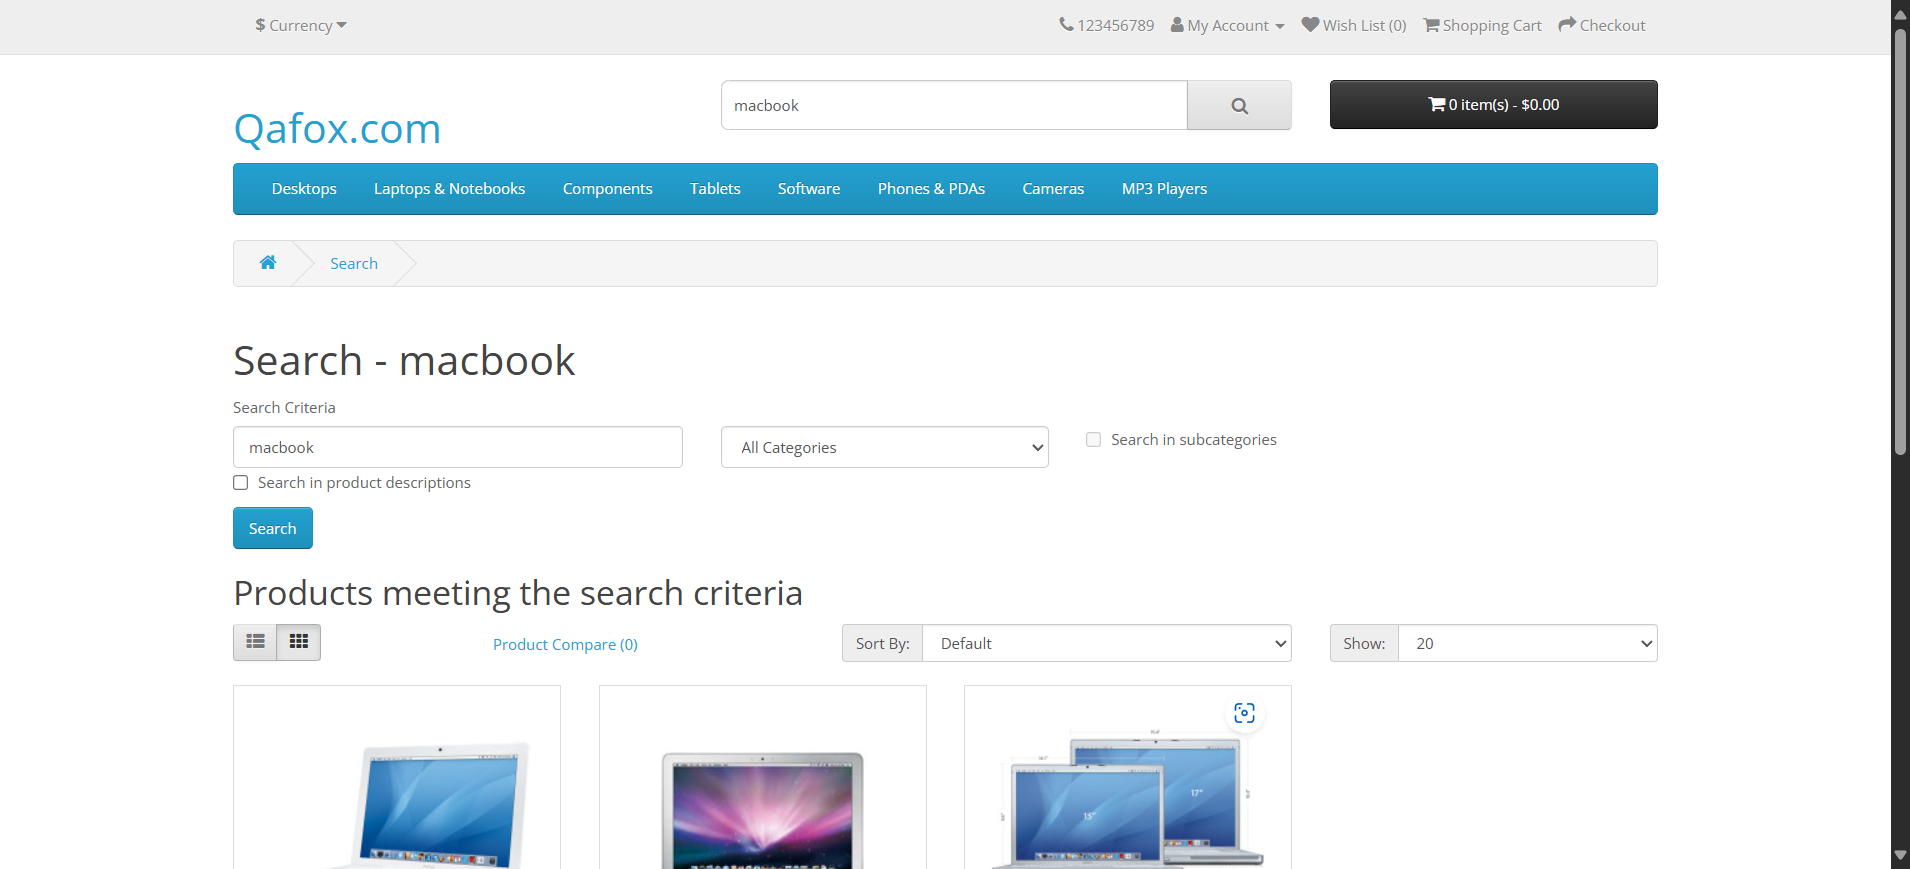 $ Currency
123456789 My Account Wish List (0) Shopping Cart Checkout
macbook
0 item(s) - $0.00
Qafox.com
Desktops Laptops & Notebooks Components Tablets Software Phones & PDAs Cameras MP3 Players
Search
Search - macbook
Search Criteria
macbook
All Categories
Search in subcategories
Search in product descriptions
Search
Products meeting the search criteria
Product Compare (0)
Sort By: Default
Show: 20
15"
17"